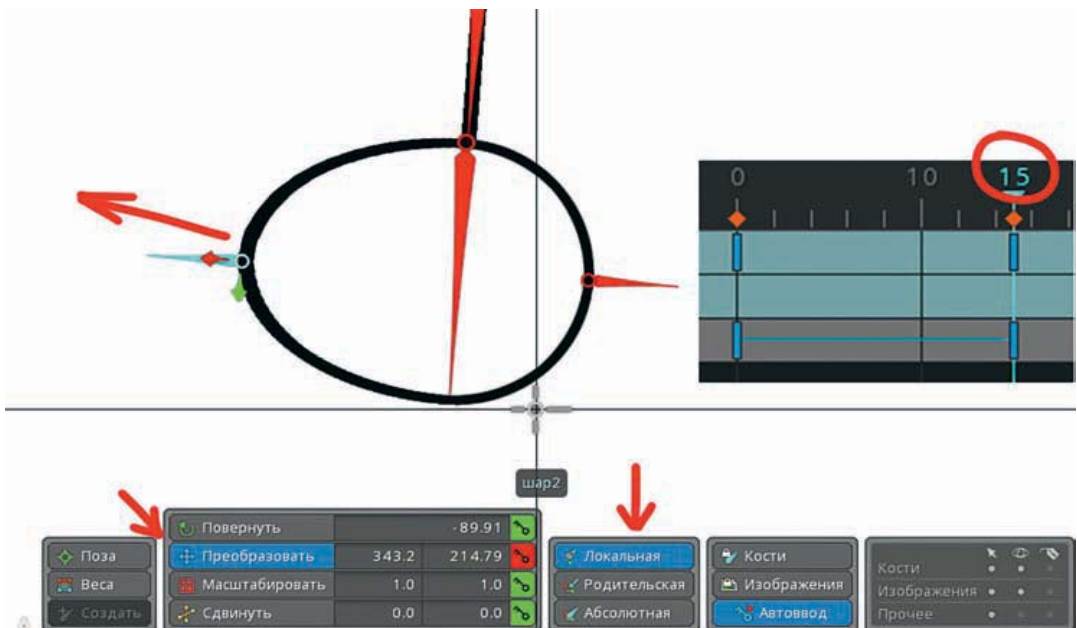 0 10 15
шар2
Повернуть -89.91
Поза Преобразовать 343.2 214.79 Локальная Кости
Веса Масштабировать 1.0 1.0 Родительская Изображения
Создать Сдвинуть 0.0 0.0 Абсолютная Автоввод
Кости
Изображения
Прочее